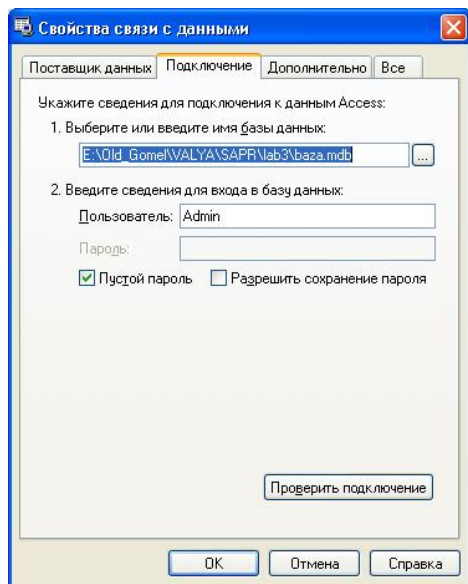 Свойства связи с данными
Поставщик данных Подключение Дополнительно Все
Укажите сведения для подключения к данным Access:
1. Выберите или введите имя базы данных:
E:\Old_Gomel\VALYA\SAPR\lab3\baza.mdb ...
2. Введите сведения для входа в базу данных:
Пользователь: Admin
Пароль:
Пустой пароль Разрешить сохранение пароля
Проверить подключение
OK Отмена Справка